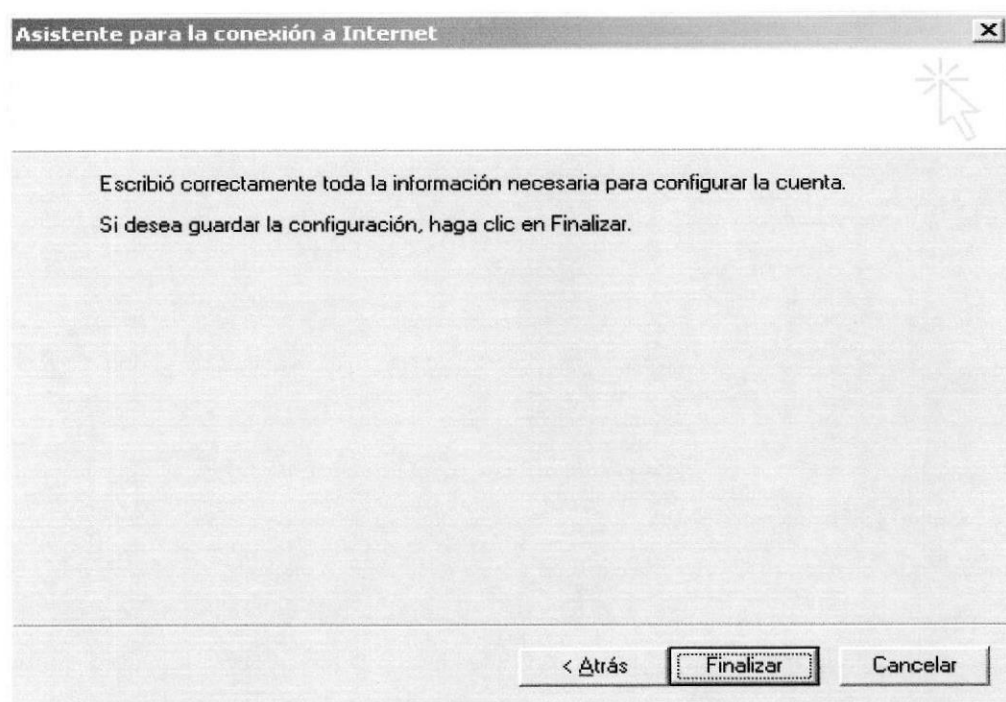 Asistente para la conexión a Internet
Escribió correctamente toda la información necesaria para configurar la cuenta.
Si desea guardar la configuración, haga clic en Finalizar.
< Atrás Finalizar Cancelar